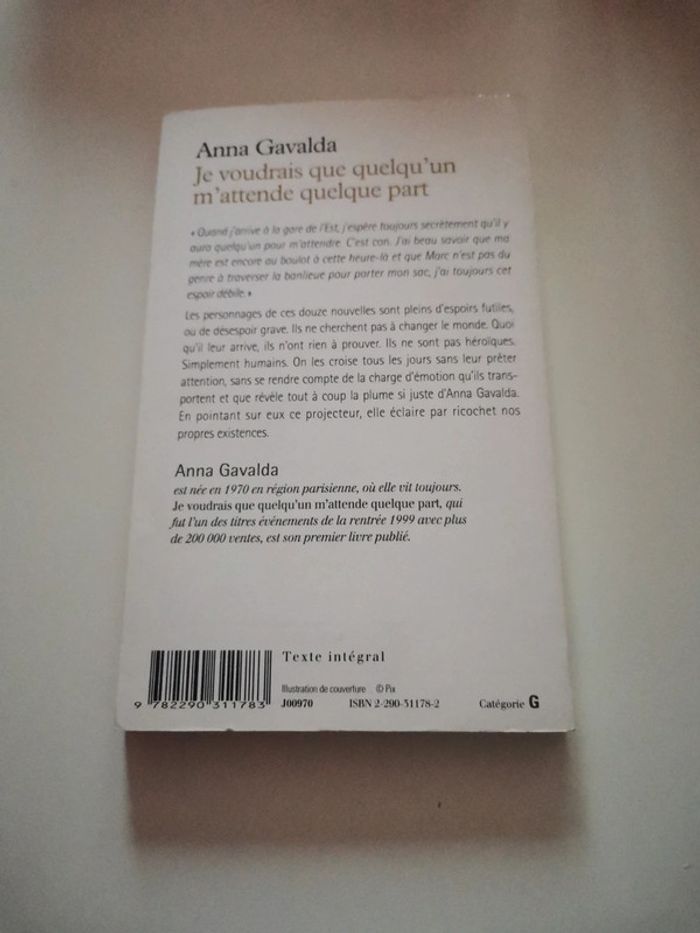 Anna Gavalda
Je voudrais que quelqu'un
m'attende quelque part
« Quand j'arrive à la gare de l'Est, j'espère toujours secrètement qu'il y
aura quelqu'un pour m'attendre. C'est con. J'ai beau savoir que ma
mère est encore au boulot à cette heure-là et que Marc n'est pas du
genre à traverser la banlieue pour porter mon sac, j'ai toujours cet
espoir débile. »
Les personnages de ces douze nouvelles sont pleins d'espoirs futiles,
ou de désespoir grave. Ils ne cherchent pas à changer le monde. Quoi
qu'il leur arrive, ils n'ont rien à prouver. Ils ne sont pas héroïques.
Simplement humains. On les croise tous les jours sans leur prêter
attention, sans se rendre compte de la charge d'émotion qu'ils trans-
portent et que révèle tout à coup la plume si juste d'Anna Gavalda.
En pointant sur eux ce projecteur, elle éclaire par ricochet nos
propres existences.
Anna Gavalda
est née en 1970 en région parisienne, où elle vit toujours.
Je voudrais que quelqu'un m'attende quelque part, qui
fut l'un des titres événements de la rentrée 1999 avec plus
de 200 000 ventes, est son premier livre publié.
Texte intégral
Illustration de couverture © Pix
9 782290 311783 J00970 ISBN 2-290-31178-2 Catégorie G